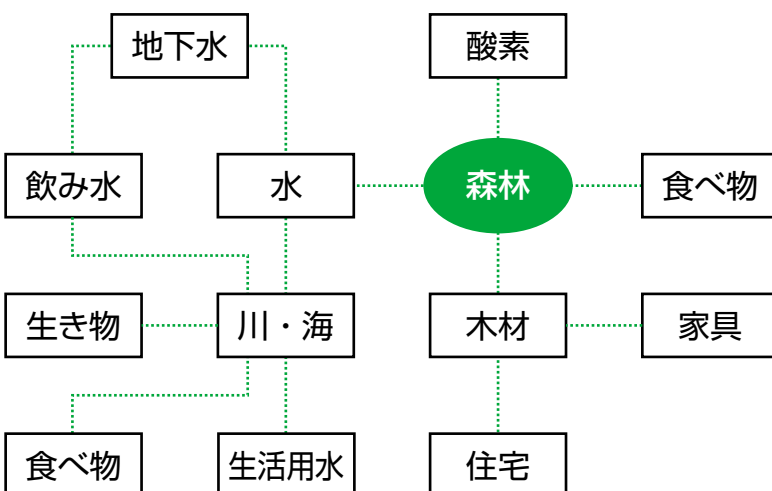 地下水
酸素
飲み水
水
森林
食べ物
生き物
川・海
木材
家具
食べ物
生活用水
住宅